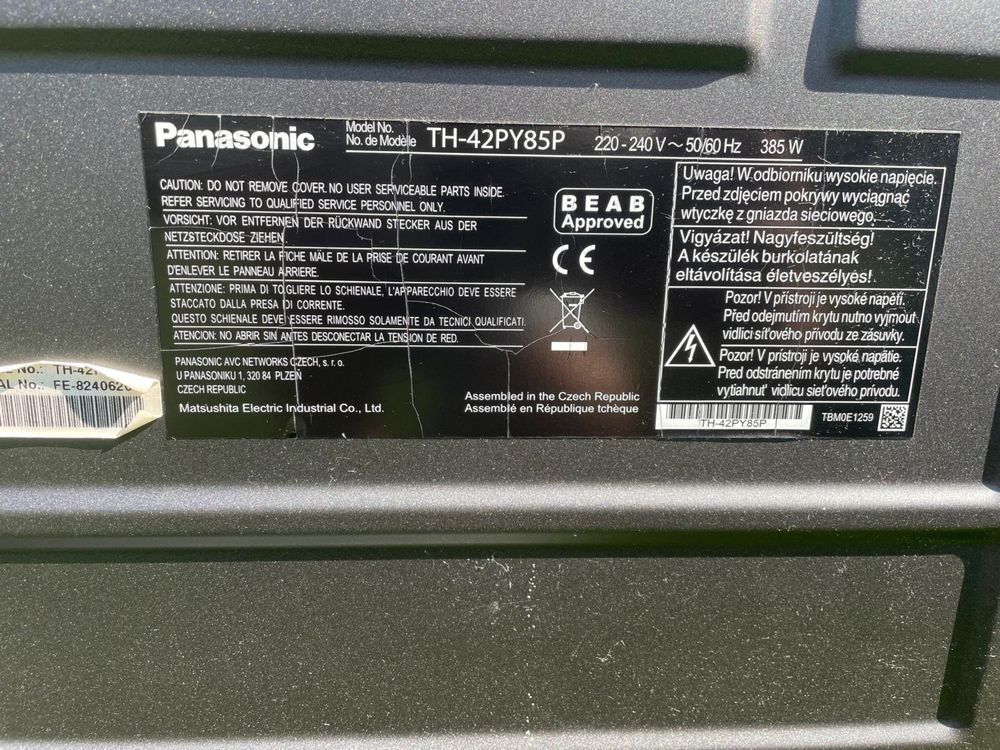 Panasonic
Model No.
No. de Modèle
TH-42PY85P
220 - 240 V ~ 50/60 Hz 385 W
CAUTION: DO NOT REMOVE COVER. NO USER SERVICEABLE PARTS INSIDE.
REFER SERVICING TO QUALIFIED SERVICE PERSONNEL ONLY.
VORSICHT: VOR ENTFERNEN DER RÜCKWAND STECKER AUS DER
NETZSTECKDOSE ZIEHEN.
ATTENTION: RETIRER LA FICHE MÂLE DE LA PRISE DE COURANT AVANT
D'ENLEVER LE PANNEAU ARRIERE.
ATTENZIONE: PRIMA DI TOGLIERE LO SCHIENALE, L'APPARECCHIO DEVE ESSERE
STACCATO DALLA PRESA DI CORRENTE.
QUESTO SCHIENALE DEVE ESSERE RIMOSSO SOLAMENTE DA TECNICI QUALIFICATI.
ATENCION: NO ABRIR SIN ANTES DESCONECTAR LA TENSION DE RED.
PANASONIC AVC NETWORKS CZECH, s. r. o.
U PANASONIKU 1, 320 84 PLZEŇ
CZECH REPUBLIC
Matsushita Electric Industrial Co., Ltd.
BEAB
Approved
CE
Assembled in the Czech Republic
Assemblé en République tchèque
Uwaga! W odbiorniku wysokie napięcie.
Przed zdjęciem pokrywy wyciągnąć
wtyczkę z gniazda sieciowego.
Vigyázat! Nagyfeszültség!
A készülék burkolatának
eltávolítása életveszélyes!
Pozor! V přístroji je vysoké napětí.
Před odejmutím krytu nutno vyjmout
vidlici síťového přívodu ze zásuvky.
Pozor! V prístroji je vysoké napätie.
Pred odstránením krytu je potrebné
vytiahnuť vidlicu sieťového prívodu.
TH-42PY85P
TBM0E1259
No.: TH-42
AL No.: FE-8240620